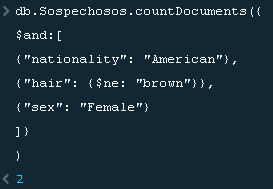 > db.Sospechosos.countDocuments({
$and:[
{"nationality": "American"},
{"hair": {$ne: "brown"}},
{"sex": "Female"}
]}
)
< 2